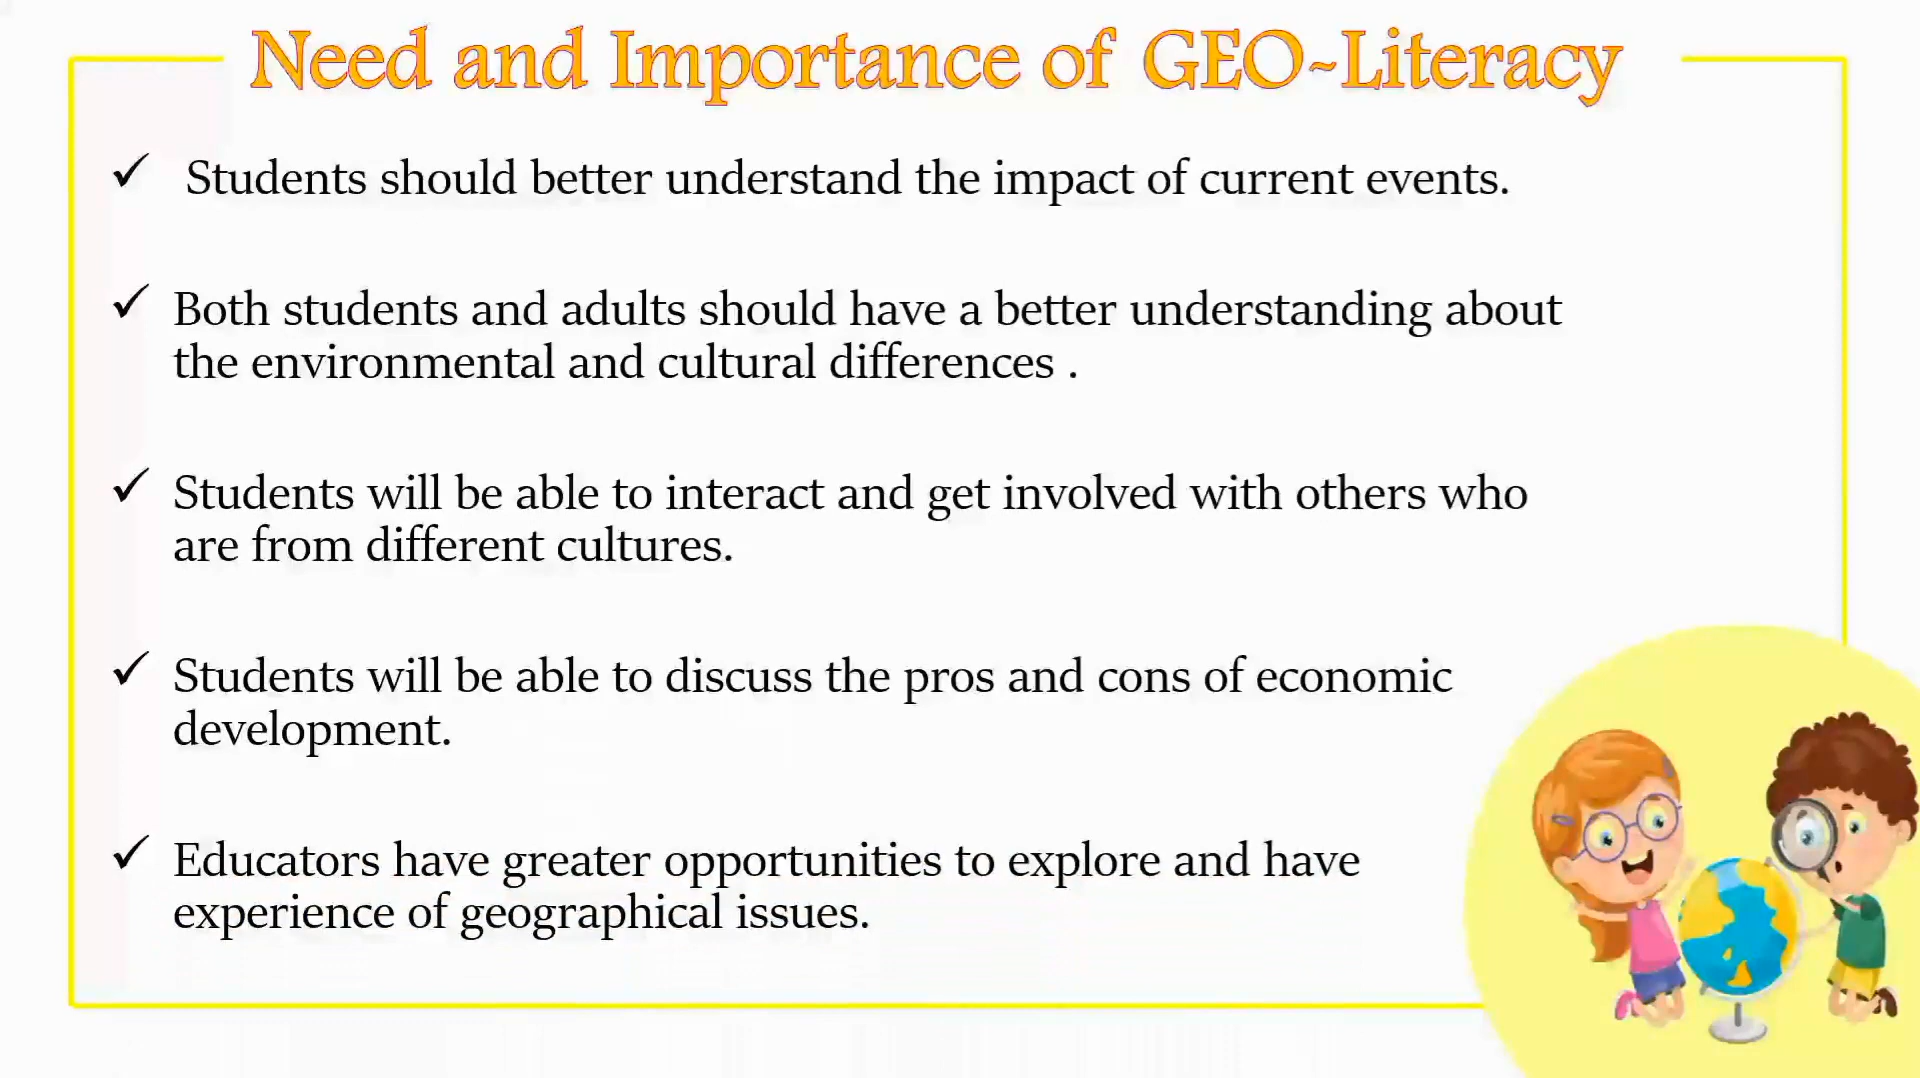 Need and Importance of GEO~Literacy
✓ Students should better understand the impact of current events.
✓ Both students and adults should have a better understanding about
the environmental and cultural differences .
✓ Students will be able to interact and get involved with others who
are from different cultures.
✓ Students will be able to discuss the pros and cons of economic
development.
✓ Educators have greater opportunities to explore and have
experience of geographical issues.